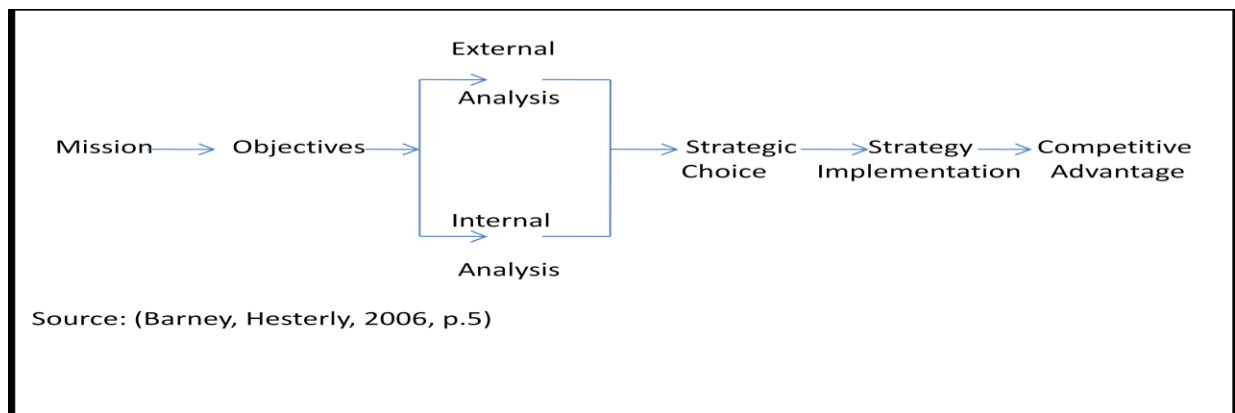 External
Analysis
Mission
Objectives
Strategic
Choice
Strategy
Implementation
Competitive
Advantage
Internal
Analysis
Source: (Barney, Hesterly, 2006, p.5)